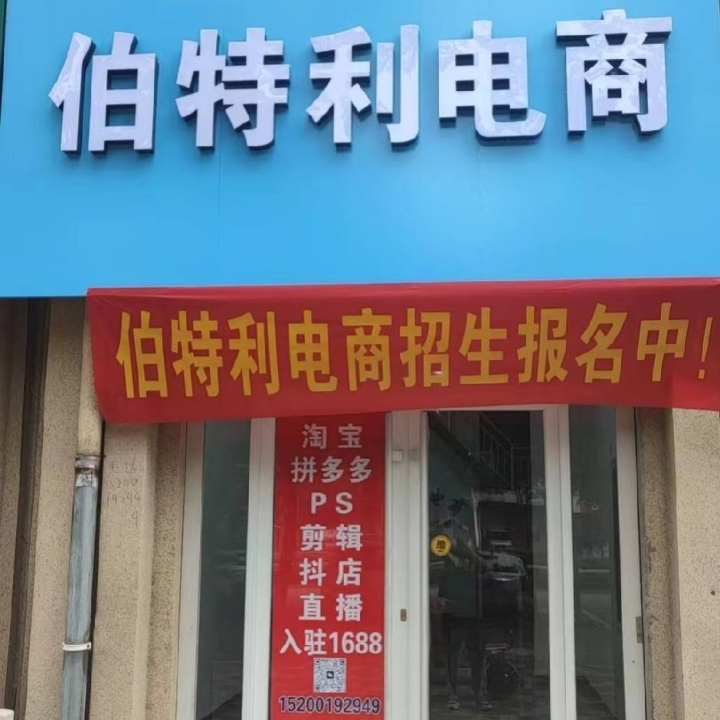 伯特利电商
伯特利电商招生报名中!
淘宝
拼多多
PS
剪辑
抖店
直播
入驻1688
15200192949